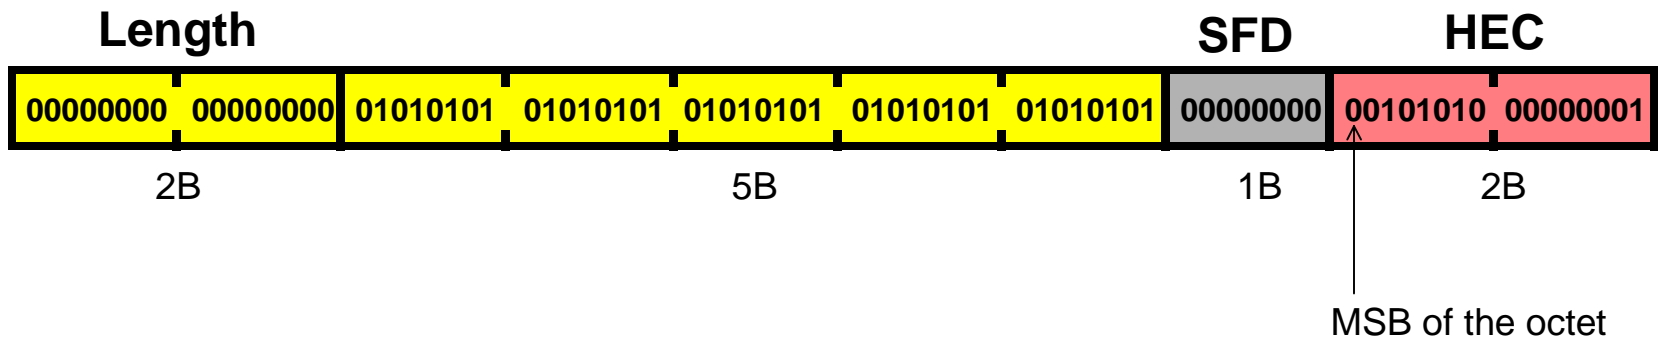 Length SFD HEC
00000000 00000000 01010101 01010101 01010101 01010101 01010101 00000000 00101010 00000001
2B 5B 1B 2B
MSB of the octet